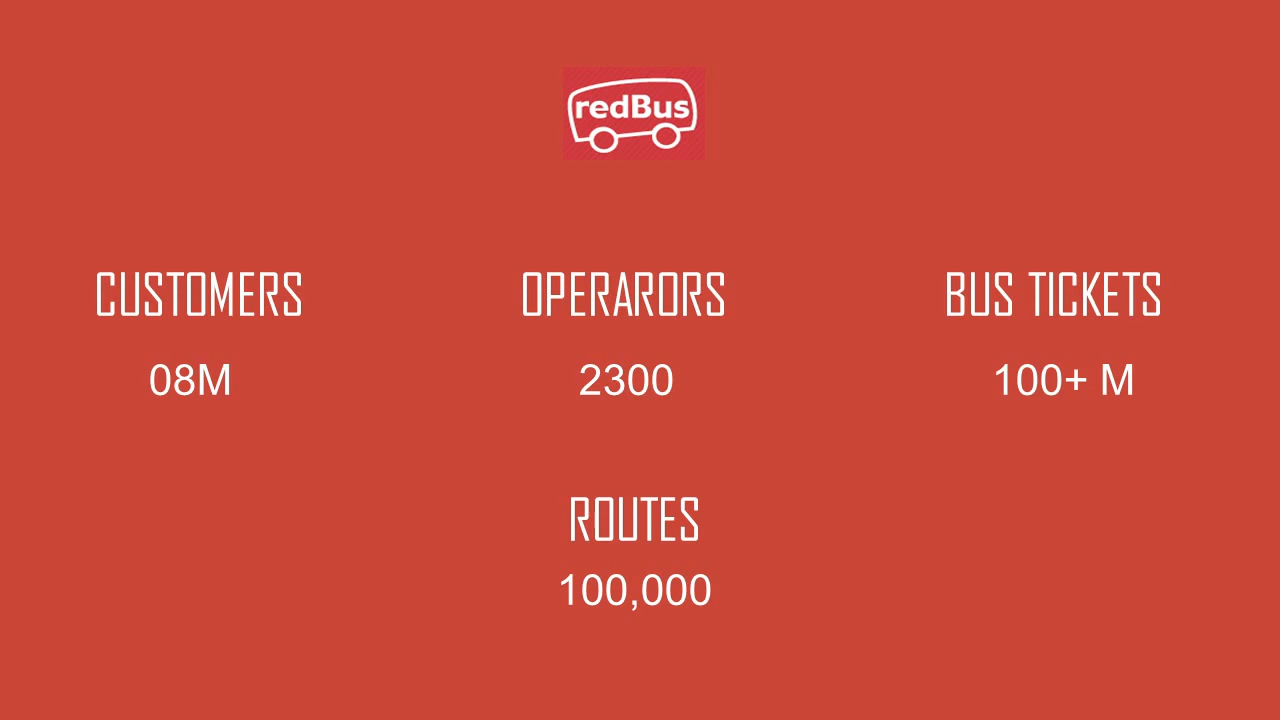 redBus
CUSTOMERS
OPERARORS
BUS TICKETS
08M
2300
100+ M
ROUTES
100,000